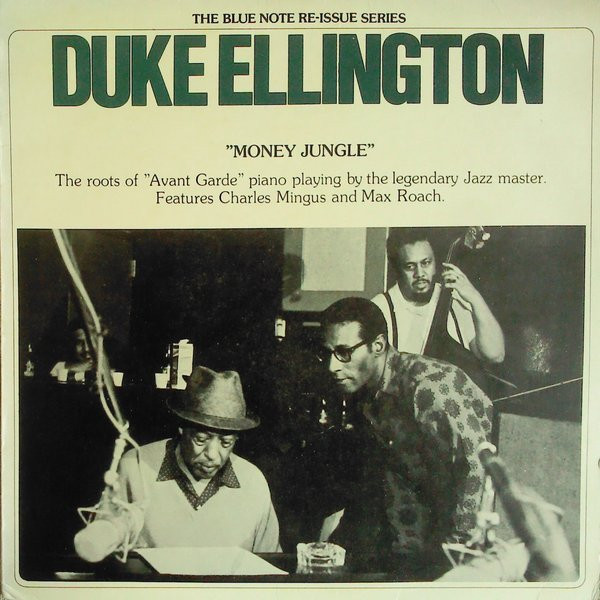 THE BLUE NOTE RE-ISSUE SERIES
DUKE ELLINGTON
"MONEY JUNGLE"
The roots of "Avant Garde" piano playing by the legendary Jazz master.
Features Charles Mingus and Max Roach.